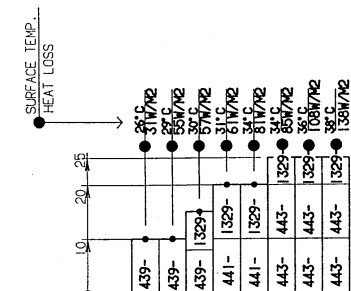 SURFACE TEMP.
HEAT LOSS
26°C
31W/M2
29°C
55W/M2
30°C
57W/M2
31°C
61W/M2
34°C
81W/M2
34°C
85W/M2
36°C
108W/M2
38°C
138W/M2
25
20
10
1329-
1329-
1329-
1329-
1329-
1329-
443-
443-
443-
439-
439-
439-
441-
441-
443-
443-
443-